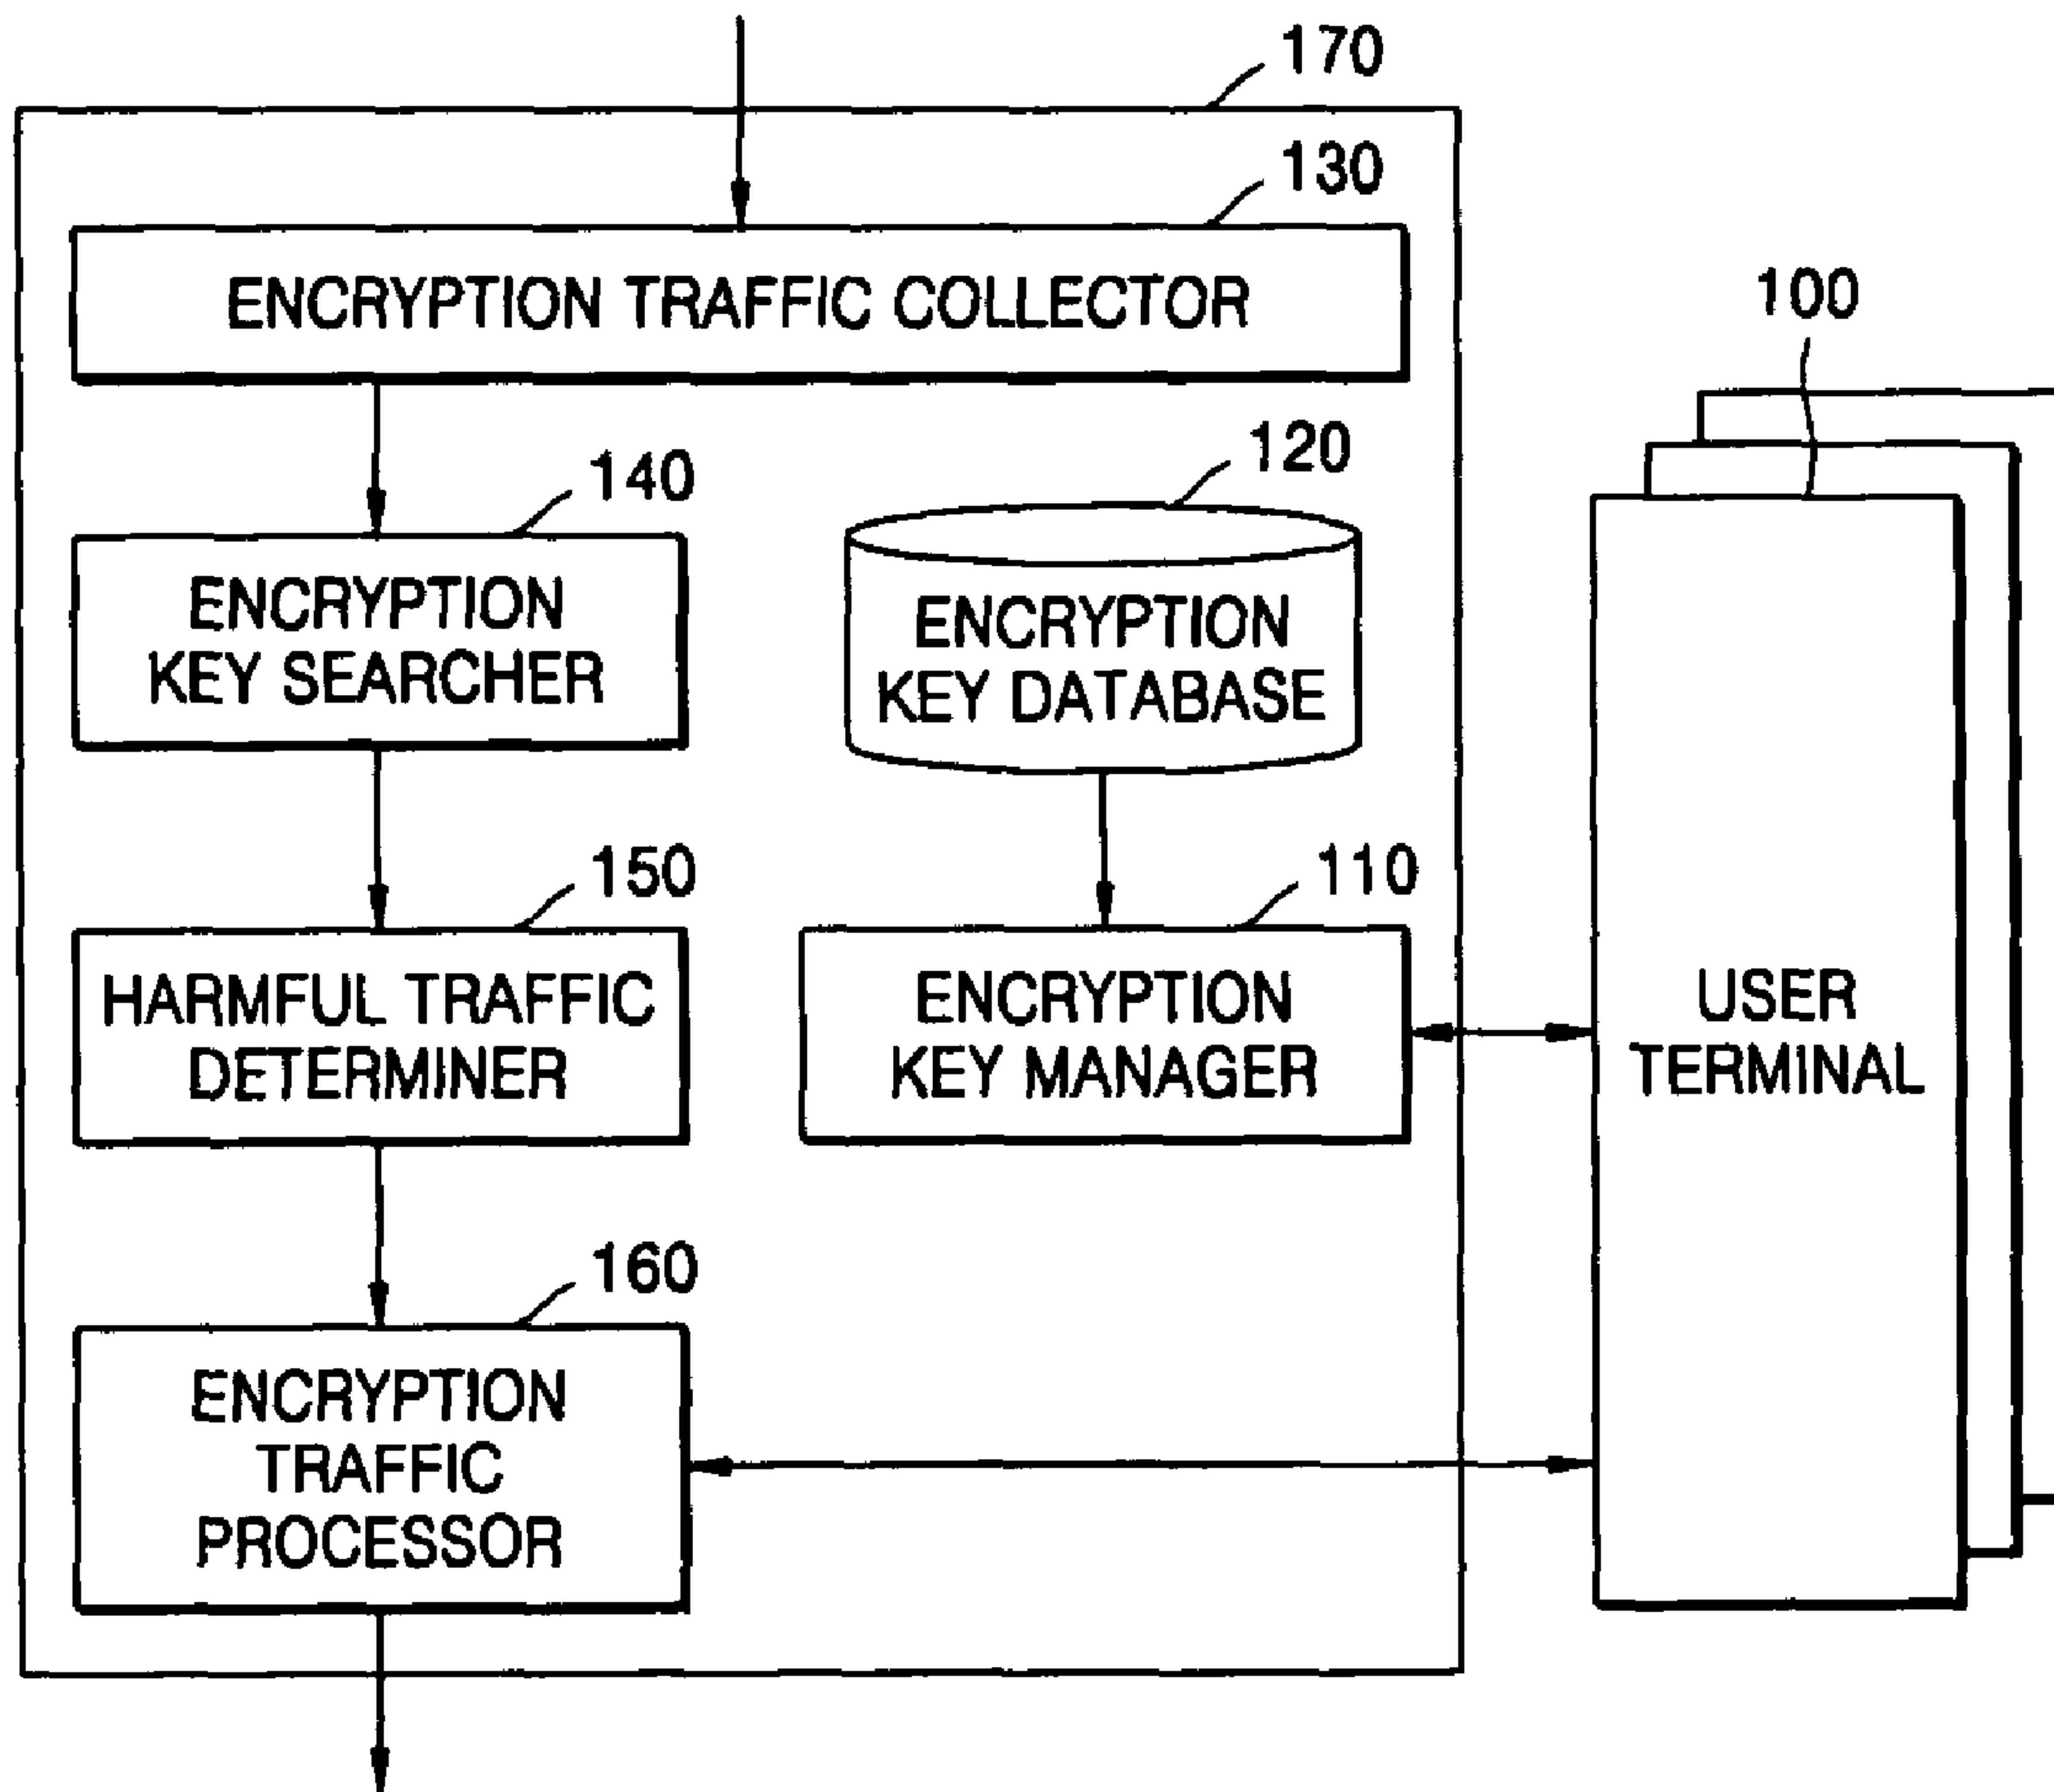 170
130
ENCRYPTION TRAFFIC COLLECTOR
100
120
140
ENCRYPTION
KEY SEARCHER
ENCRYPTION
KEY DATABASE
150
110
HARMFUL TRAFFIC
DETERMINER
ENCRYPTION
KEY MANAGER
USER
TERMINAL
160
ENCRYPTION
TRAFFIC
PROCESSOR